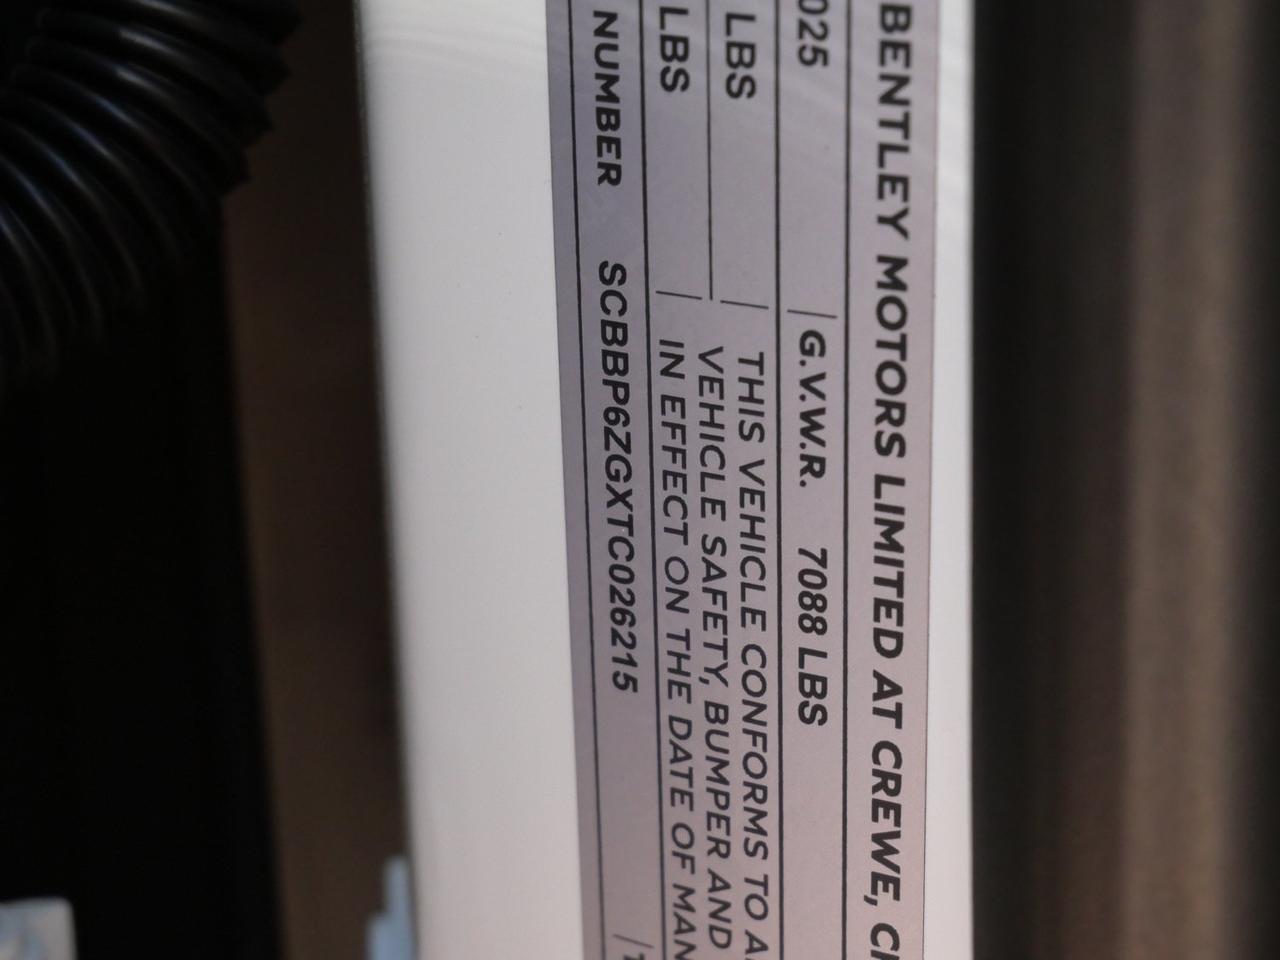 BENTLEY MOTORS LIMITED AT CREWE,
025 G.V.W.R. 7088 LBS
LBS THIS VEHICLE CONFORMS TO
VEHICLE SAFETY, BUMPER AND
LBS IN EFFECT ON THE DATE OF MAN
NUMBER SCBBP6ZGXTC026215